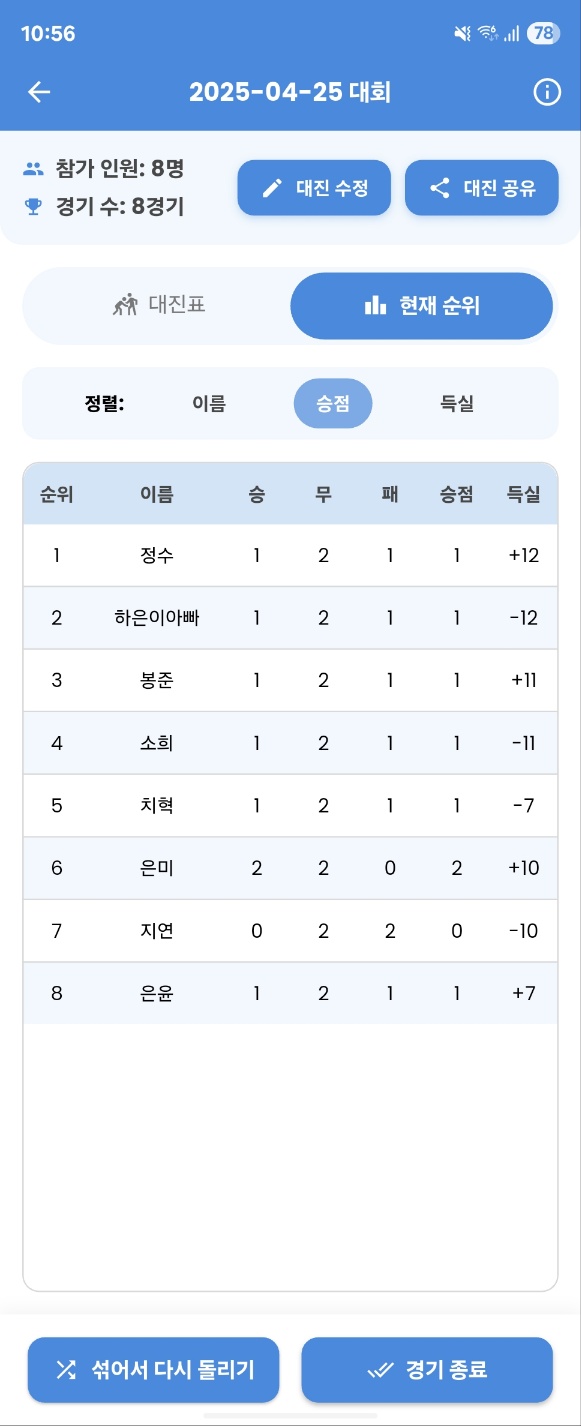 10:56 78
2025-04-25 대회
참가 인원: 8명
경기 수: 8경기
대진 수정
대진 공유
대진표
현재 순위
정렬: 이름 승점 득실
순위 이름 승 무 패 승점 득실
1 정수 1 2 1 1 +12
2 하은이아빠 1 2 1 1 -12
3 봉준 1 2 1 1 +11
4 소희 1 2 1 1 -11
5 치혁 1 2 1 1 -7
6 은미 2 2 0 2 +10
7 지연 0 2 2 0 -10
8 은윤 1 2 1 1 +7
섞어서 다시 돌리기
경기 종료